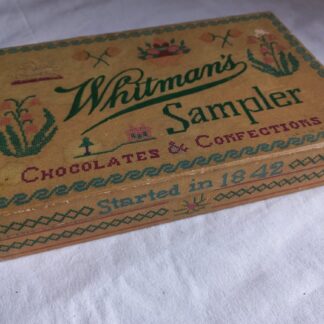 Whitman's
Sampler
CHOCOLATES & CONFECTIONS
Started in 1842